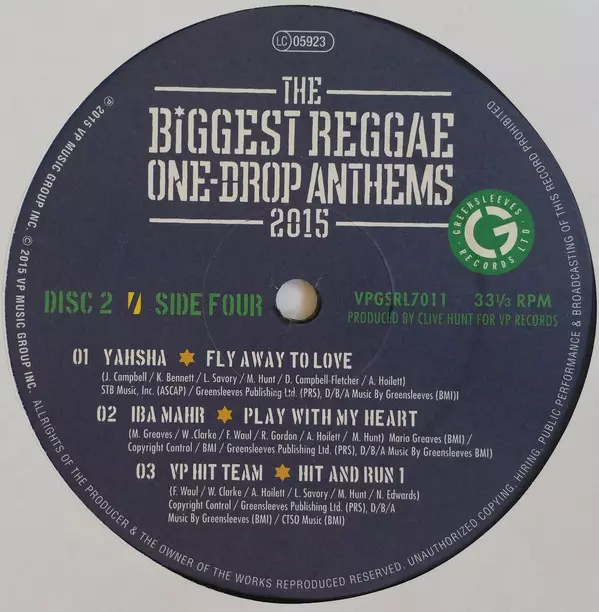 LC 05923
THE
BiGGEST REGGAE
ONE-DROP ANTHEMS
2015
GREENSLEEVES
RECORDS LTD
G
DISC 2 / SIDE FOUR
VPGSRL7011 33⅓ RPM
PRODUCED BY CLIVE HUNT FOR VP RECORDS
01 YAHSHA ✶ FLY AWAY TO LOVE
(J. Campbell / K. Bennett / L. Savory / M. Hunt / D. Campbell-Fletcher / A. Hoilett)
STB Music, Inc. (ASCAP) / Greensleeves Publishing Ltd. (PRS), D/B/A Music By Greensleeves (BMI))
02 IBA MAHR ✶ PLAY WITH MY HEART
(M. Greaves / W. Clarke / F. Waul / R. Gordon / A. Hoilett / M. Hunt) Mario Greaves (BMI) /
Copyright Control / BMI / Greensleeves Publishing Ltd. (PRS), D/B/A Music By Greensleeves BMI)
03 VP HIT TEAM ✶ HIT AND RUN 1
(F. Waul / W. Clarke / A. Hoilett / L. Savory / M. Hunt / N. Edwards)
Copyright Control / Greensleeves Publishing Ltd. (PRS), D/B/A
Music By Greensleeves (BMI) / CTSO Music (BMI)
℗ 2015 VP MUSIC GROUP INC. © 2015 VP MUSIC GROUP INC. ALLRIGHTS OF THE PRODUCER & THE OWNER OF THE WORKS REPRODUCED RESERVED. UNAUTHORIZED COPYING, HIRING, PUBLIC PERFORMANCE & BROADCASTING OF THIS RECORD PROHIBITED